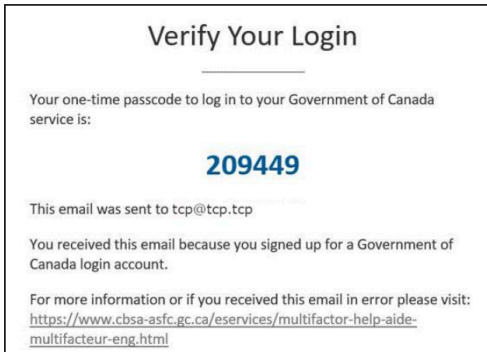 Verify Your Login
Your one-time passcode to log in to your Government of Canada
service is:
209449
This email was sent to tcp@tcp.tcp
You received this email because you signed up for a Government of
Canada login account.
For more information or if you received this email in error please visit:
https://www.cbsa-asfc.gc.ca/eservices/multifactor-help-aide-
multifacteur-eng.html